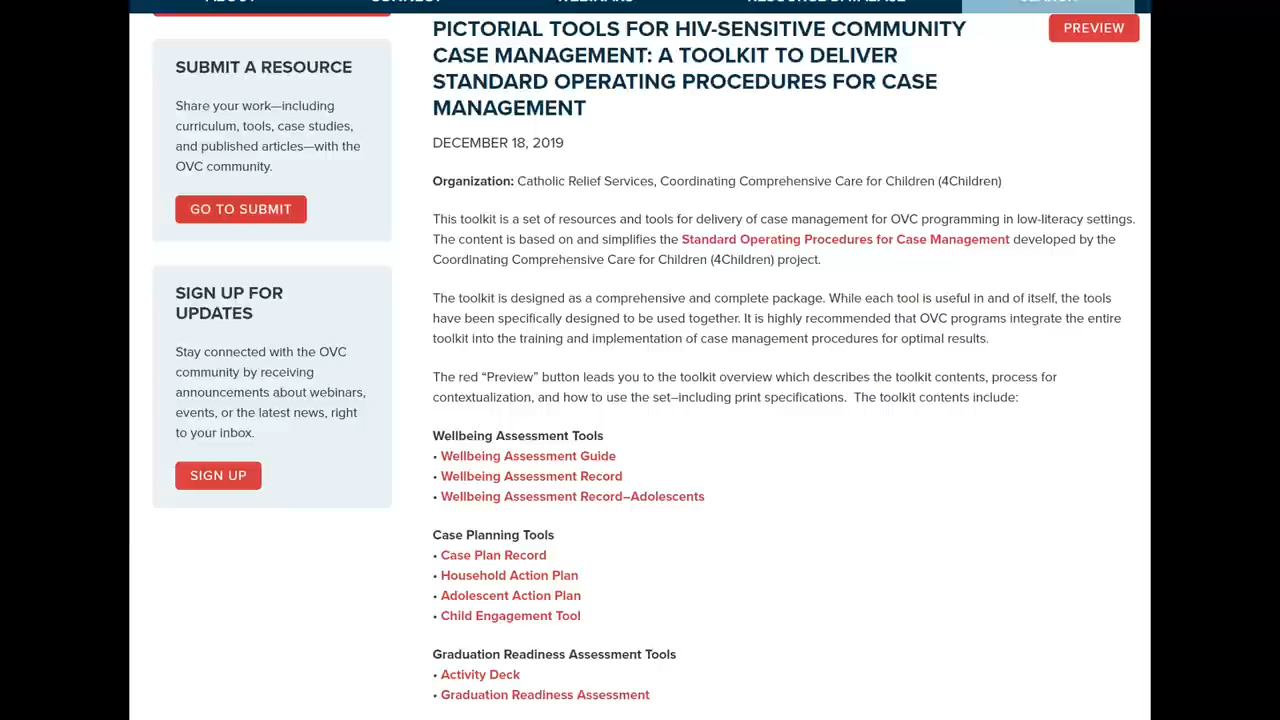 ABOUT CONNECT WEBINARS RESOURCE DATABASE SEARCH
SUBMIT A RESOURCE
Share your work—including
curriculum, tools, case studies,
and published articles—with the
OVC community.
GO TO SUBMIT
SIGN UP FOR
UPDATES
Stay connected with the OVC
community by receiving
announcements about webinars,
events, or the latest news, right
to your inbox.
SIGN UP
PICTORIAL TOOLS FOR HIV-SENSITIVE COMMUNITY
CASE MANAGEMENT: A TOOLKIT TO DELIVER
STANDARD OPERATING PROCEDURES FOR CASE
MANAGEMENT
PREVIEW
DECEMBER 18, 2019
Organization: Catholic Relief Services, Coordinating Comprehensive Care for Children (4Children)
This toolkit is a set of resources and tools for delivery of case management for OVC programming in low-literacy settings.
The content is based on and simplifies the Standard Operating Procedures for Case Management developed by the
Coordinating Comprehensive Care for Children (4Children) project.
The toolkit is designed as a comprehensive and complete package. While each tool is useful in and of itself, the tools
have been specifically designed to be used together. It is highly recommended that OVC programs integrate the entire
toolkit into the training and implementation of case management procedures for optimal results.
The red “Preview” button leads you to the toolkit overview which describes the toolkit contents, process for
contextualization, and how to use the set–including print specifications.  The toolkit contents include:
Wellbeing Assessment Tools
• Wellbeing Assessment Guide
• Wellbeing Assessment Record
• Wellbeing Assessment Record–Adolescents
Case Planning Tools
• Case Plan Record
• Household Action Plan
• Adolescent Action Plan
• Child Engagement Tool
Graduation Readiness Assessment Tools
• Activity Deck
• Graduation Readiness Assessment